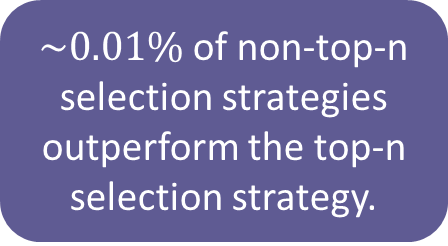 ~0.01% of non-top-n
selection strategies
outperform the top-n
selection strategy.